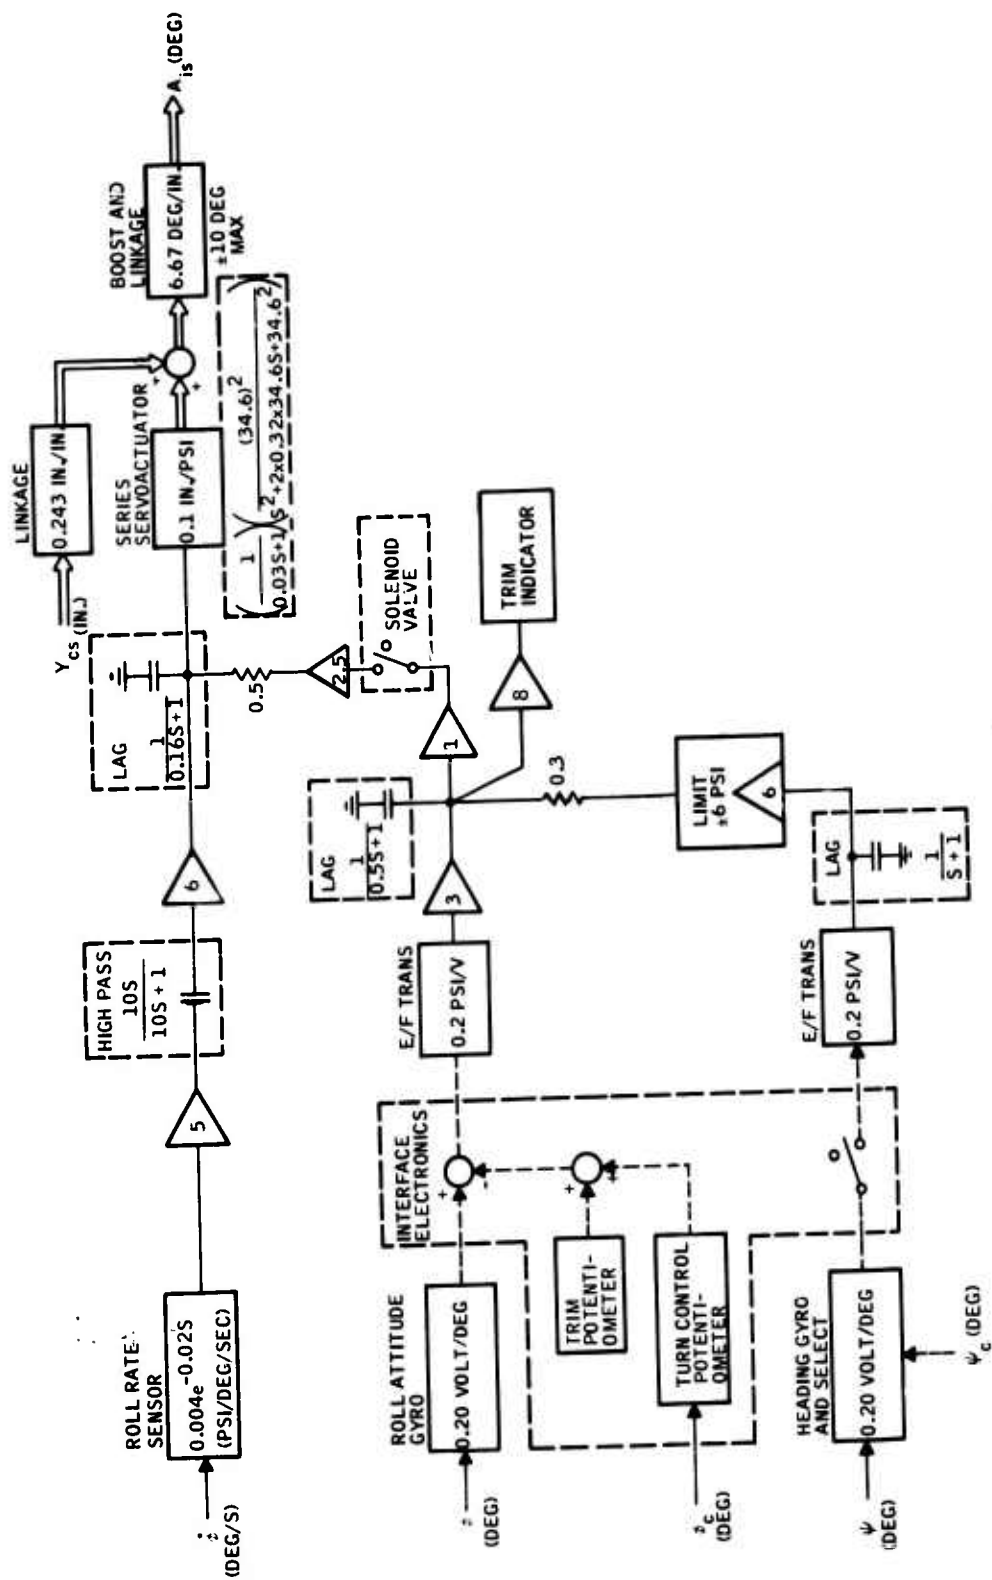 ROLL RATE
SENSOR
0.004e^-0.02S
(PSI/DEG/SEC)
(DEG/S)
5
HIGH PASS
10S
10S + 1
6
LAG
1
0.16S+1
Y_CS (IN.)
LINKAGE
0.243 IN./IN.
SERIES
SERVOACTUATOR
0.1 IN./PSI
+
+
1
0.03S+1
(34.6)^2
S^2+2x0.32x34.6S+34.6^2
BOOST AND
LINKAGE
6.67 DEG/IN.
±10 DEG
MAX
A_is (DEG)
0.5
2.5
SOLENOID
VALVE
ROLL ATTITUDE
GYRO
0.20 VOLT/DEG
(DEG)
INTERFACE
ELECTRONICS
+
-
E/F TRANS
0.2 PSI/V
3
LAG
1
0.5S+1
1
8
TRIM
INDICATOR
TRIM
POTENTI-
OMETER
+
+
TURN CONTROL
POTENTI-
OMETER
c
(DEG)
0.3
LIMIT
±6 PSI
6
HEADING GYRO
AND SELECT
0.20 VOLT/DEG
ψ
(DEG)
ψ_c (DEG)
E/F TRANS
0.2 PSI/V
LAG
1
S+1